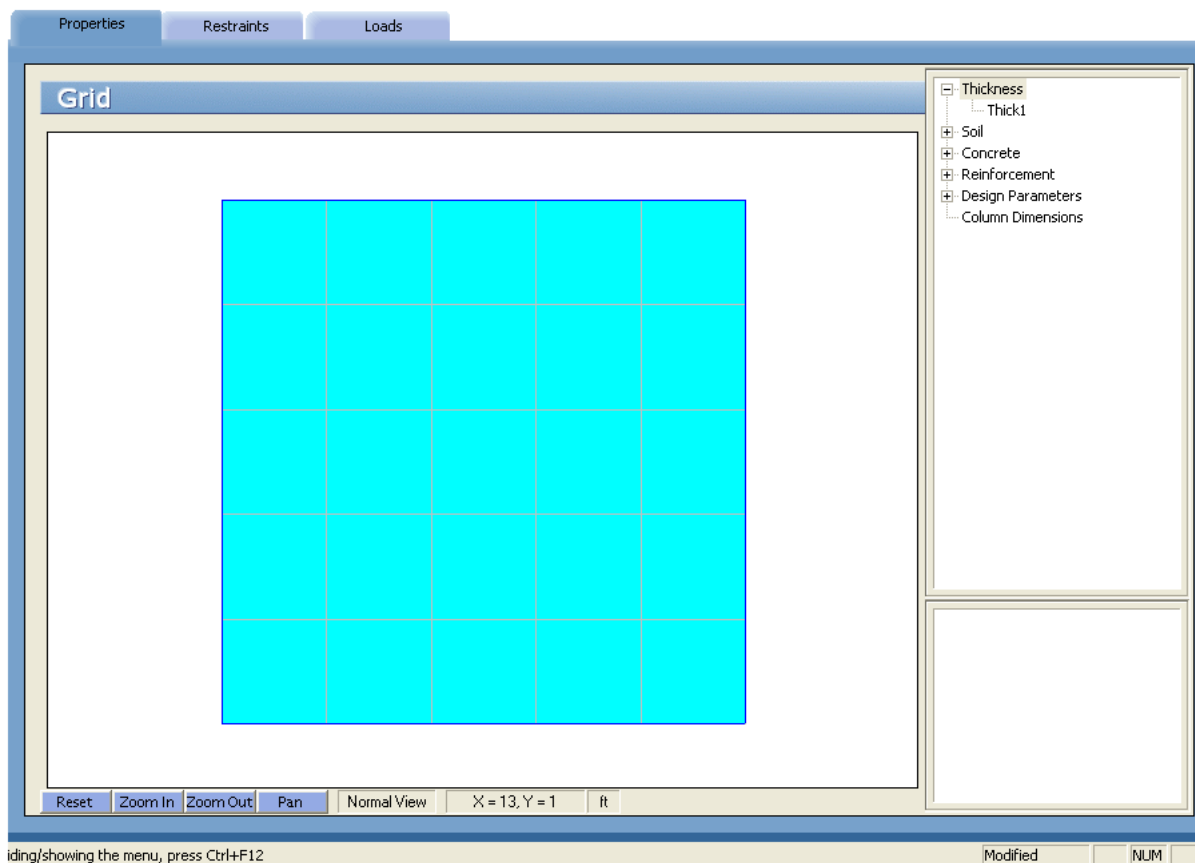 Properties
Restraints
Loads
Grid
Thickness
Thick1
Soil
Concrete
Reinforcement
Design Parameters
Column Dimensions
Reset
Zoom In
Zoom Out
Pan
Normal View
X = 13, Y = 1
ft
iding/showing the menu, press Ctrl+F12
Modified
NUM